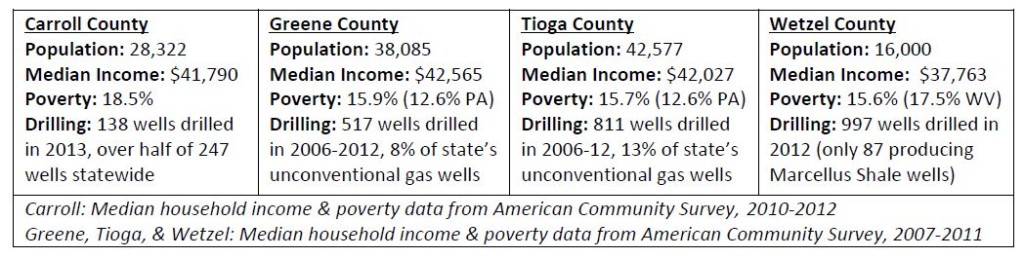 Carroll County
Population: 28,322
Median Income: $41,790
Poverty: 18.5%
Drilling: 138 wells drilled
in 2013, over half of 247
wells statewide
Greene County
Population: 38,085
Median Income: $42,565
Poverty: 15.9% (12.6% PA)
Drilling: 517 wells drilled
in 2006-2012, 8% of state's
unconventional gas wells
Tioga County
Population: 42,577
Median Income: $42,027
Poverty: 15.7% (12.6% PA)
Drilling: 811 wells drilled
in 2006-12, 13% of state's
unconventional gas wells
Wetzel County
Population: 16,000
Median Income:  $37,763
Poverty: 15.6% (17.5% WV)
Drilling: 997 wells drilled in
2012 (only 87 producing
Marcellus Shale wells)
Carroll: Median household income & poverty data from American Community Survey, 2010-2012
Greene, Tioga, & Wetzel: Median household income & poverty data from American Community Survey, 2007-2011